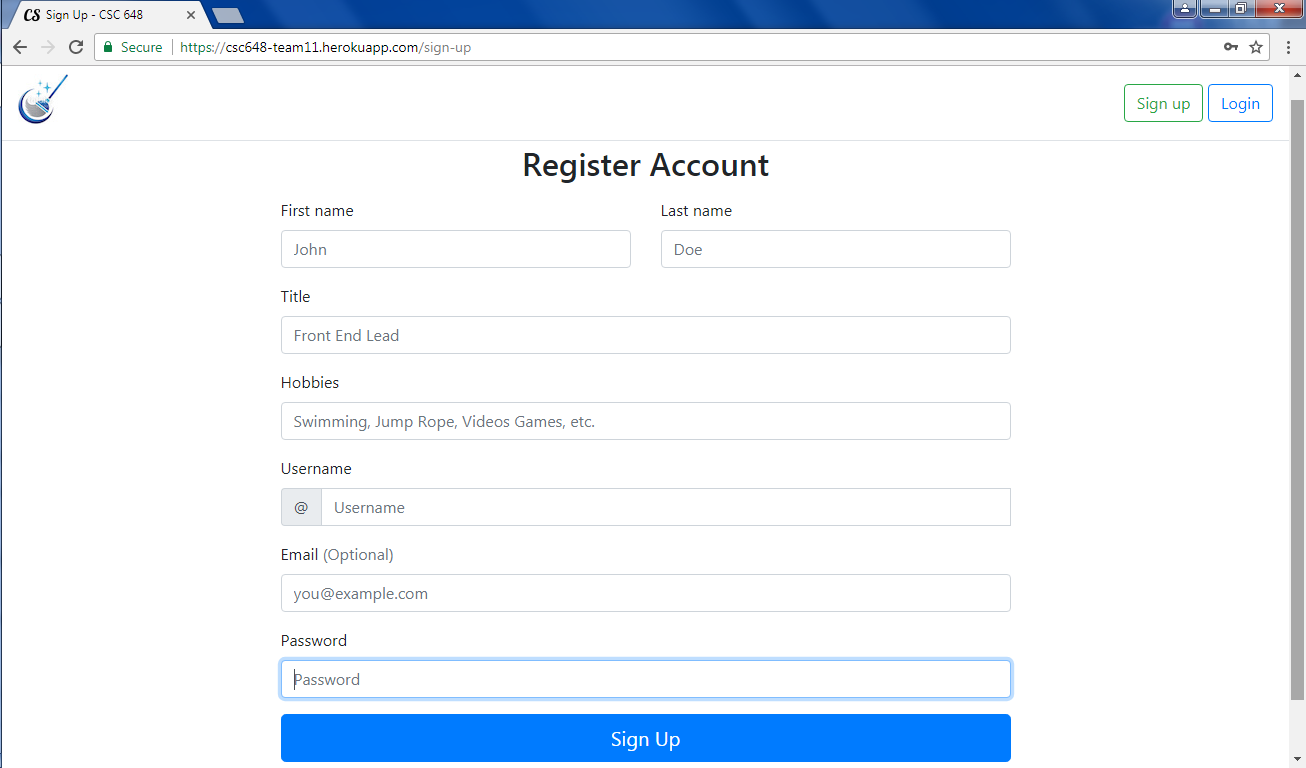 CS Sign Up - CSC 648
Secure https://csc648-team11.herokuapp.com/sign-up
Sign up Login
Register Account
First name Last name
John Doe
Title
Front End Lead
Hobbies
Swimming, Jump Rope, Videos Games, etc.
Username
@ Username
Email (Optional)
you@example.com
Password
Password
Sign Up